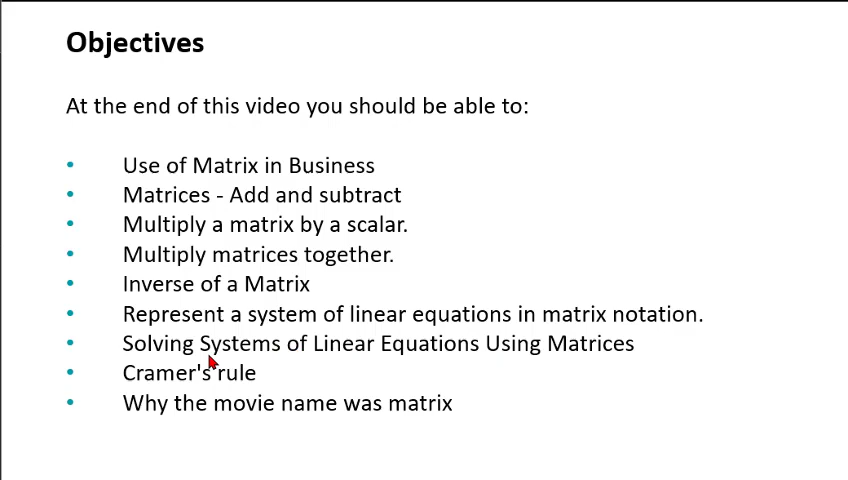 Objectives
At the end of this video you should be able to:
• Use of Matrix in Business
• Matrices - Add and subtract
• Multiply a matrix by a scalar.
• Multiply matrices together.
• Inverse of a Matrix
• Represent a system of linear equations in matrix notation.
• Solving Systems of Linear Equations Using Matrices
• Cramer's rule
• Why the movie name was matrix